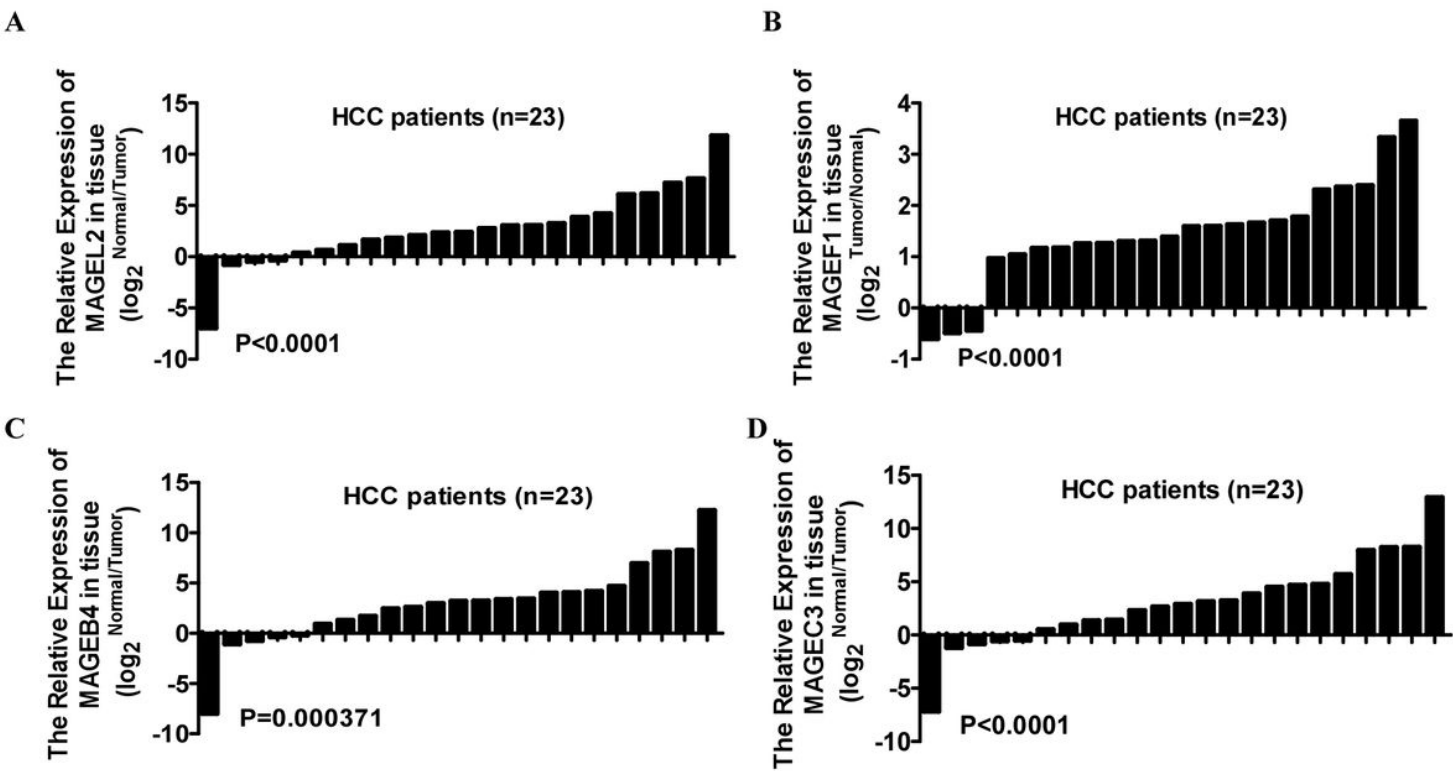 A
The Relative Expression of
MAGEL2 in tissue
(log2 Normal/Tumor)
15
10
5
0
-5
-10
HCC patients (n=23)
P<0.0001
B
The Relative Expression of
MAGEF1 in tissue
(log2 Tumor/Normal)
4
3
2
1
0
-1
HCC patients (n=23)
P<0.0001
C
The Relative Expression of
MAGEB4 in tissue
(log2 Normal/Tumor)
15
10
5
0
-5
-10
HCC patients (n=23)
P=0.000371
D
The Relative Expression of
MAGEC3 in tissue
(log2 Normal/Tumor)
15
10
5
0
-5
-10
HCC patients (n=23)
P<0.0001